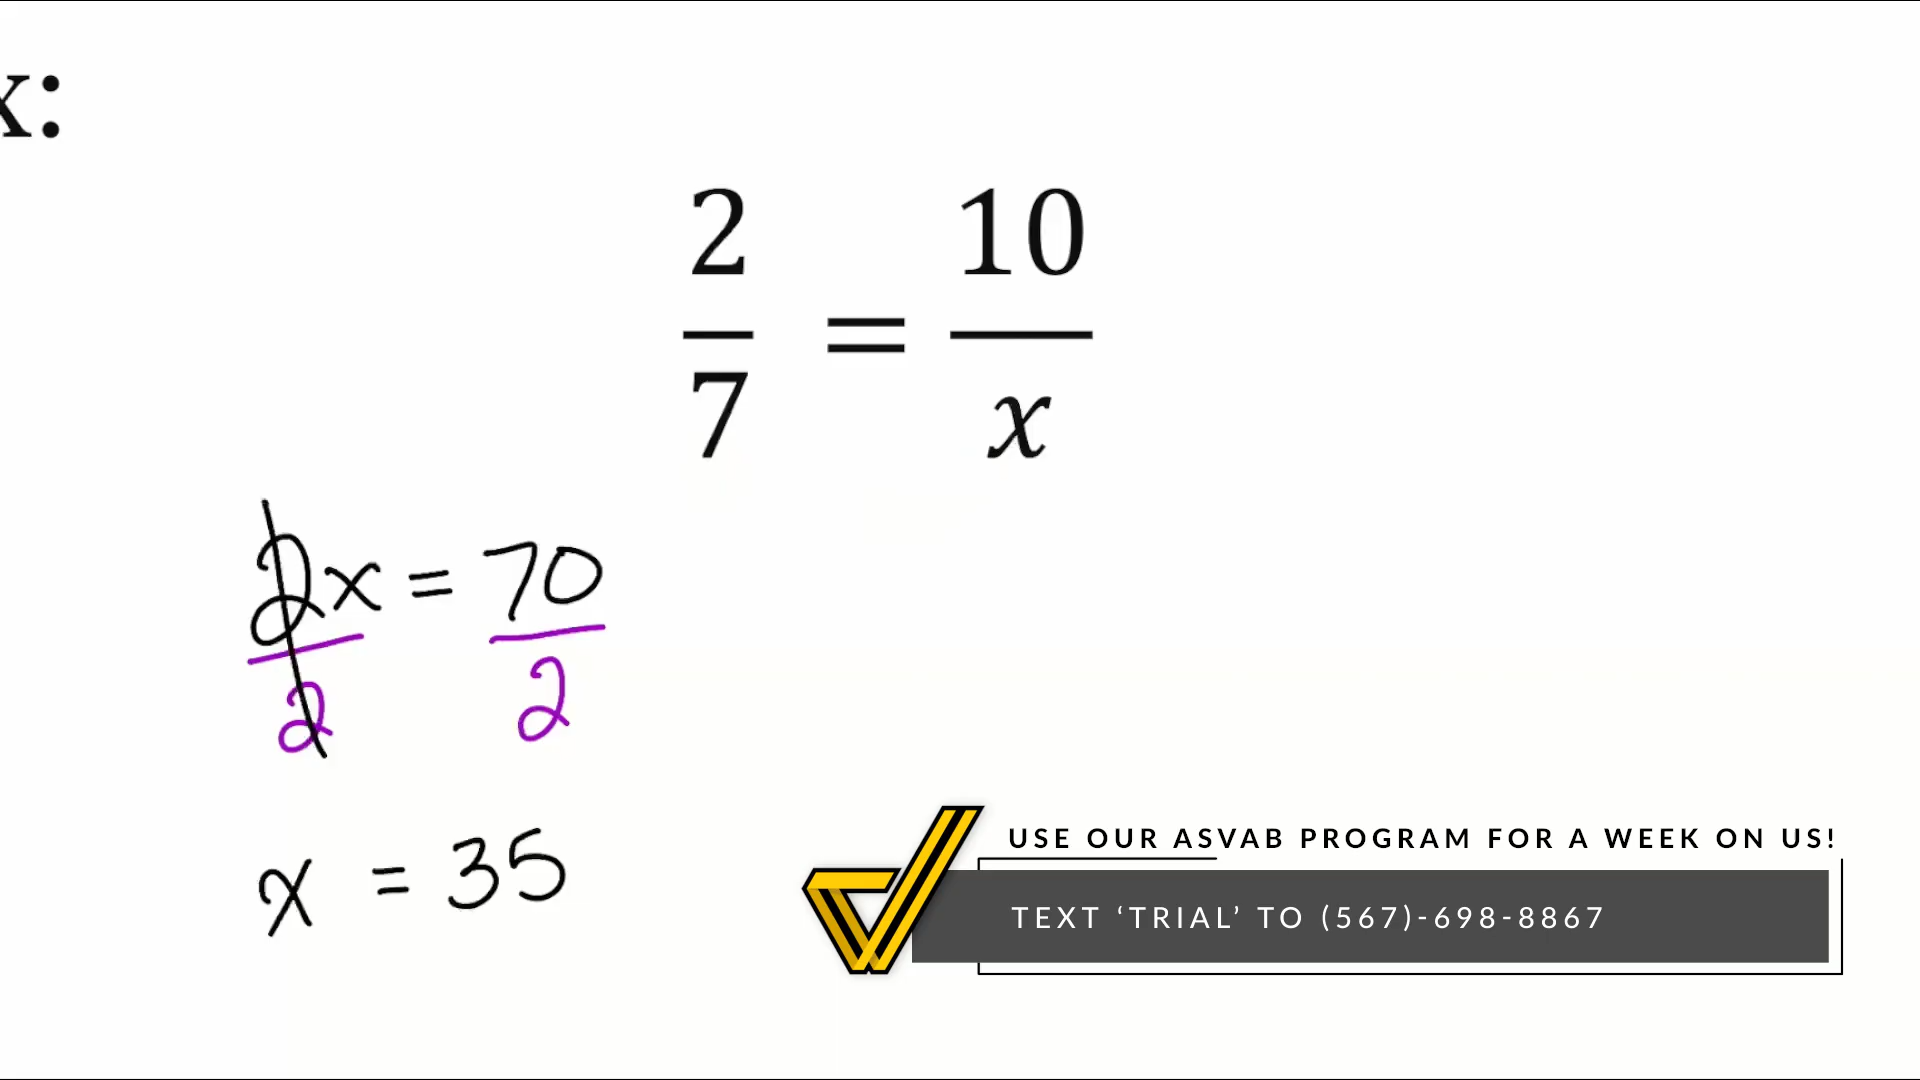 x:
2/7 = 10/x
2x = 70
2 2
x = 35
USE OUR ASVAB PROGRAM FOR A WEEK ON US!
TEXT ‘TRIAL’ TO (567)-698-8867